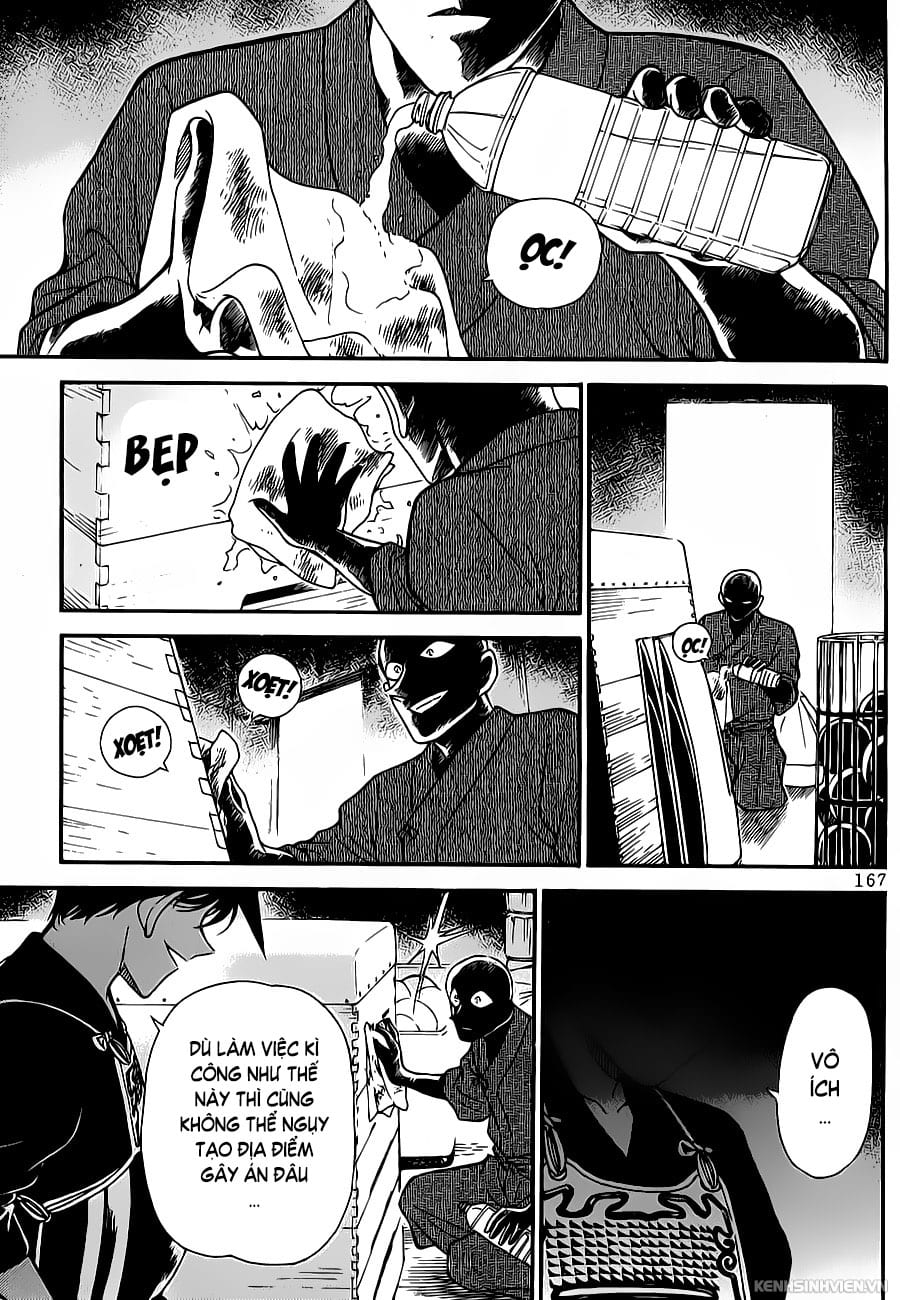 ỌC!
ỌC!
BẸP
XOẸT!
XOẸT!
167
VÔ
ÍCH
...
DÙ LÀM VIỆC KÌ
CÔNG NHƯ THẾ
NÀY THÌ CŨNG
KHÔNG THỂ NGỤY
TẠO ĐỊA ĐIỂM
GÂY ÁN ĐÂU
...
KENHSINHVIEN.VN